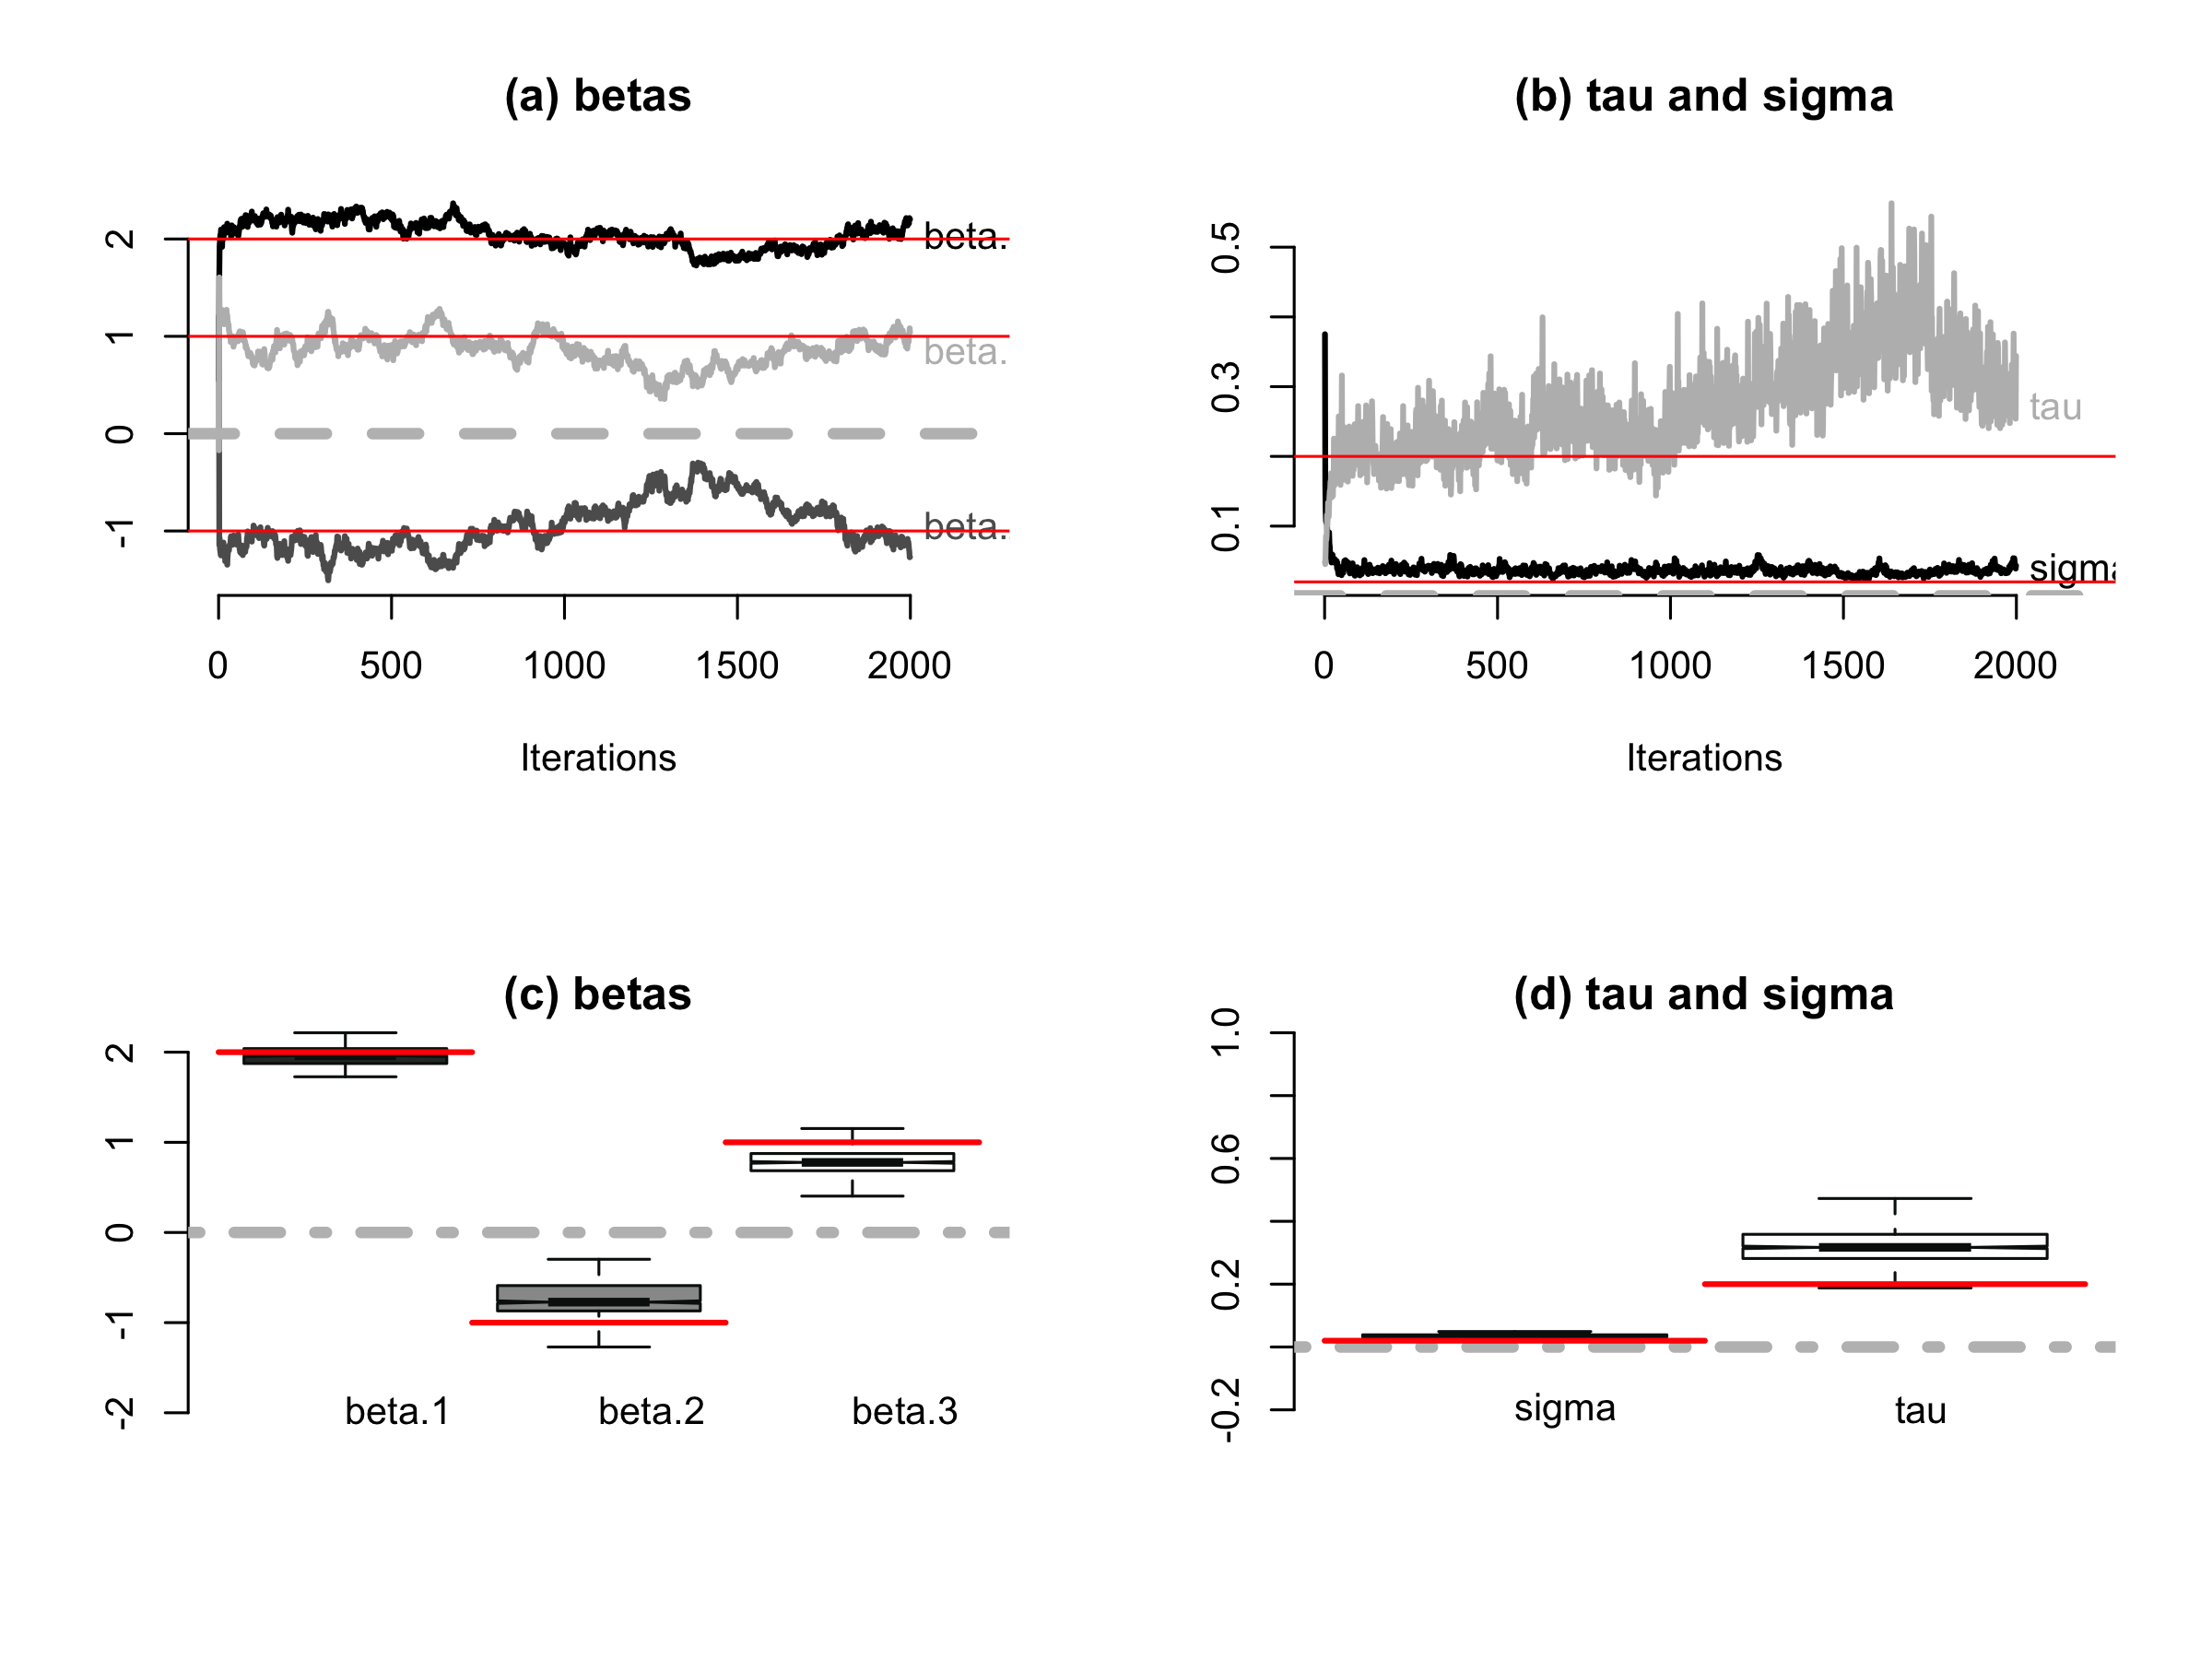 (a) betas
2
1
0
-1
beta.
beta.
beta.
0 500 1000 1500 2000
Iterations
(b) tau and sigma
0.5
0.3
0.1
tau
sigma
0 500 1000 1500 2000
Iterations
(c) betas
2
1
0
-1
-2
beta.1 beta.2 beta.3
(d) tau and sigma
1.0
0.6
0.2
-0.2
sigma tau